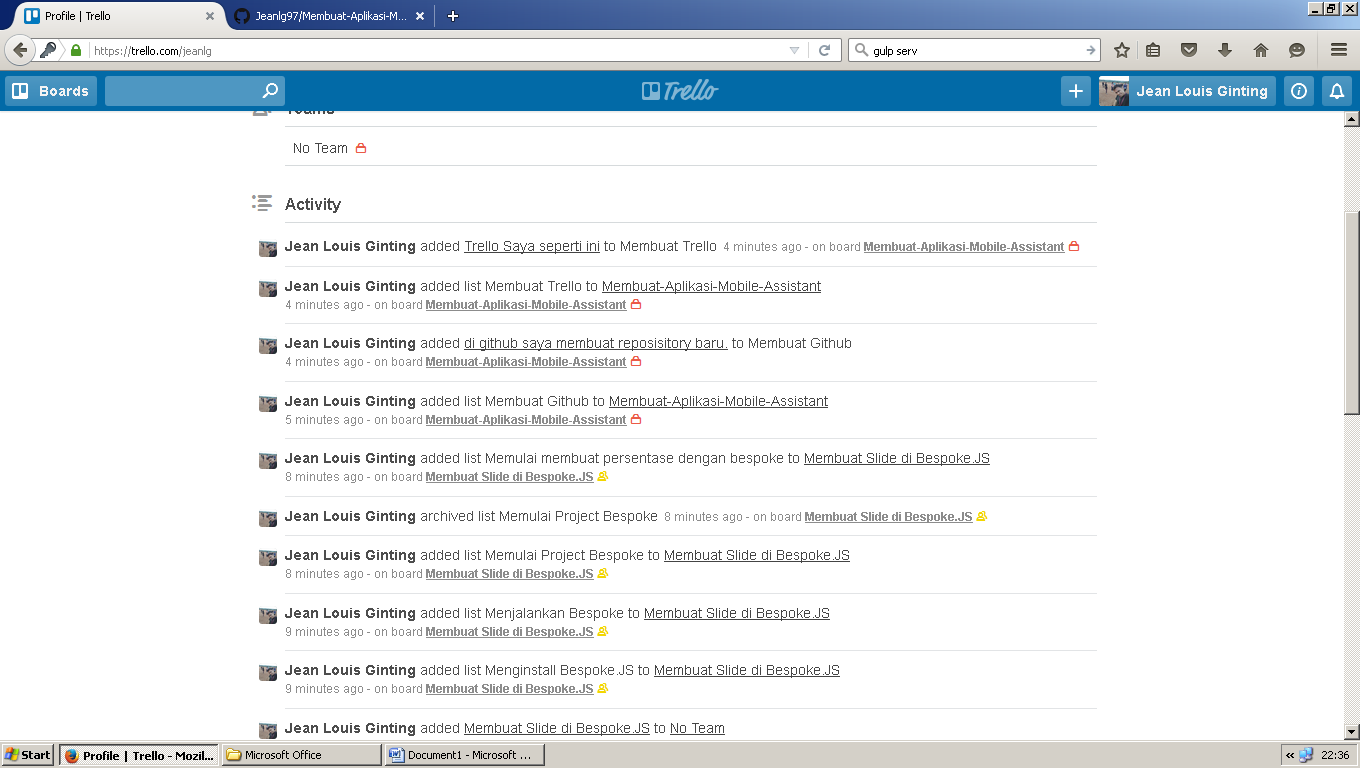 Profile | Trello
Jeanlg97/Membuat-Aplikasi-M...
https://trello.com/jeanlg
gulp serv
Boards
Trello
Jean Louis Ginting
Teams
No Team
Activity
Jean Louis Ginting added Trello Saya seperti ini to Membuat Trello 4 minutes ago - on board Membuat-Aplikasi-Mobile-Assistant
Jean Louis Ginting added list Membuat Trello to Membuat-Aplikasi-Mobile-Assistant
4 minutes ago - on board Membuat-Aplikasi-Mobile-Assistant
Jean Louis Ginting added di github saya membuat reposisitory baru. to Membuat Github
4 minutes ago - on board Membuat-Aplikasi-Mobile-Assistant
Jean Louis Ginting added list Membuat Github to Membuat-Aplikasi-Mobile-Assistant
5 minutes ago - on board Membuat-Aplikasi-Mobile-Assistant
Jean Louis Ginting added list Memulai membuat persentase dengan bespoke to Membuat Slide di Bespoke.JS
8 minutes ago - on board Membuat Slide di Bespoke.JS
Jean Louis Ginting archived list Memulai Project Bespoke 8 minutes ago - on board Membuat Slide di Bespoke.JS
Jean Louis Ginting added list Memulai Project Bespoke to Membuat Slide di Bespoke.JS
8 minutes ago - on board Membuat Slide di Bespoke.JS
Jean Louis Ginting added list Menjalankan Bespoke to Membuat Slide di Bespoke.JS
9 minutes ago - on board Membuat Slide di Bespoke.JS
Jean Louis Ginting added list Menginstall Bespoke.JS to Membuat Slide di Bespoke.JS
9 minutes ago - on board Membuat Slide di Bespoke.JS
Jean Louis Ginting added Membuat Slide di Bespoke.JS to No Team
Start
Profile | Trello - Mozil...
Microsoft Office
Document1 - Microsoft ...
22:36